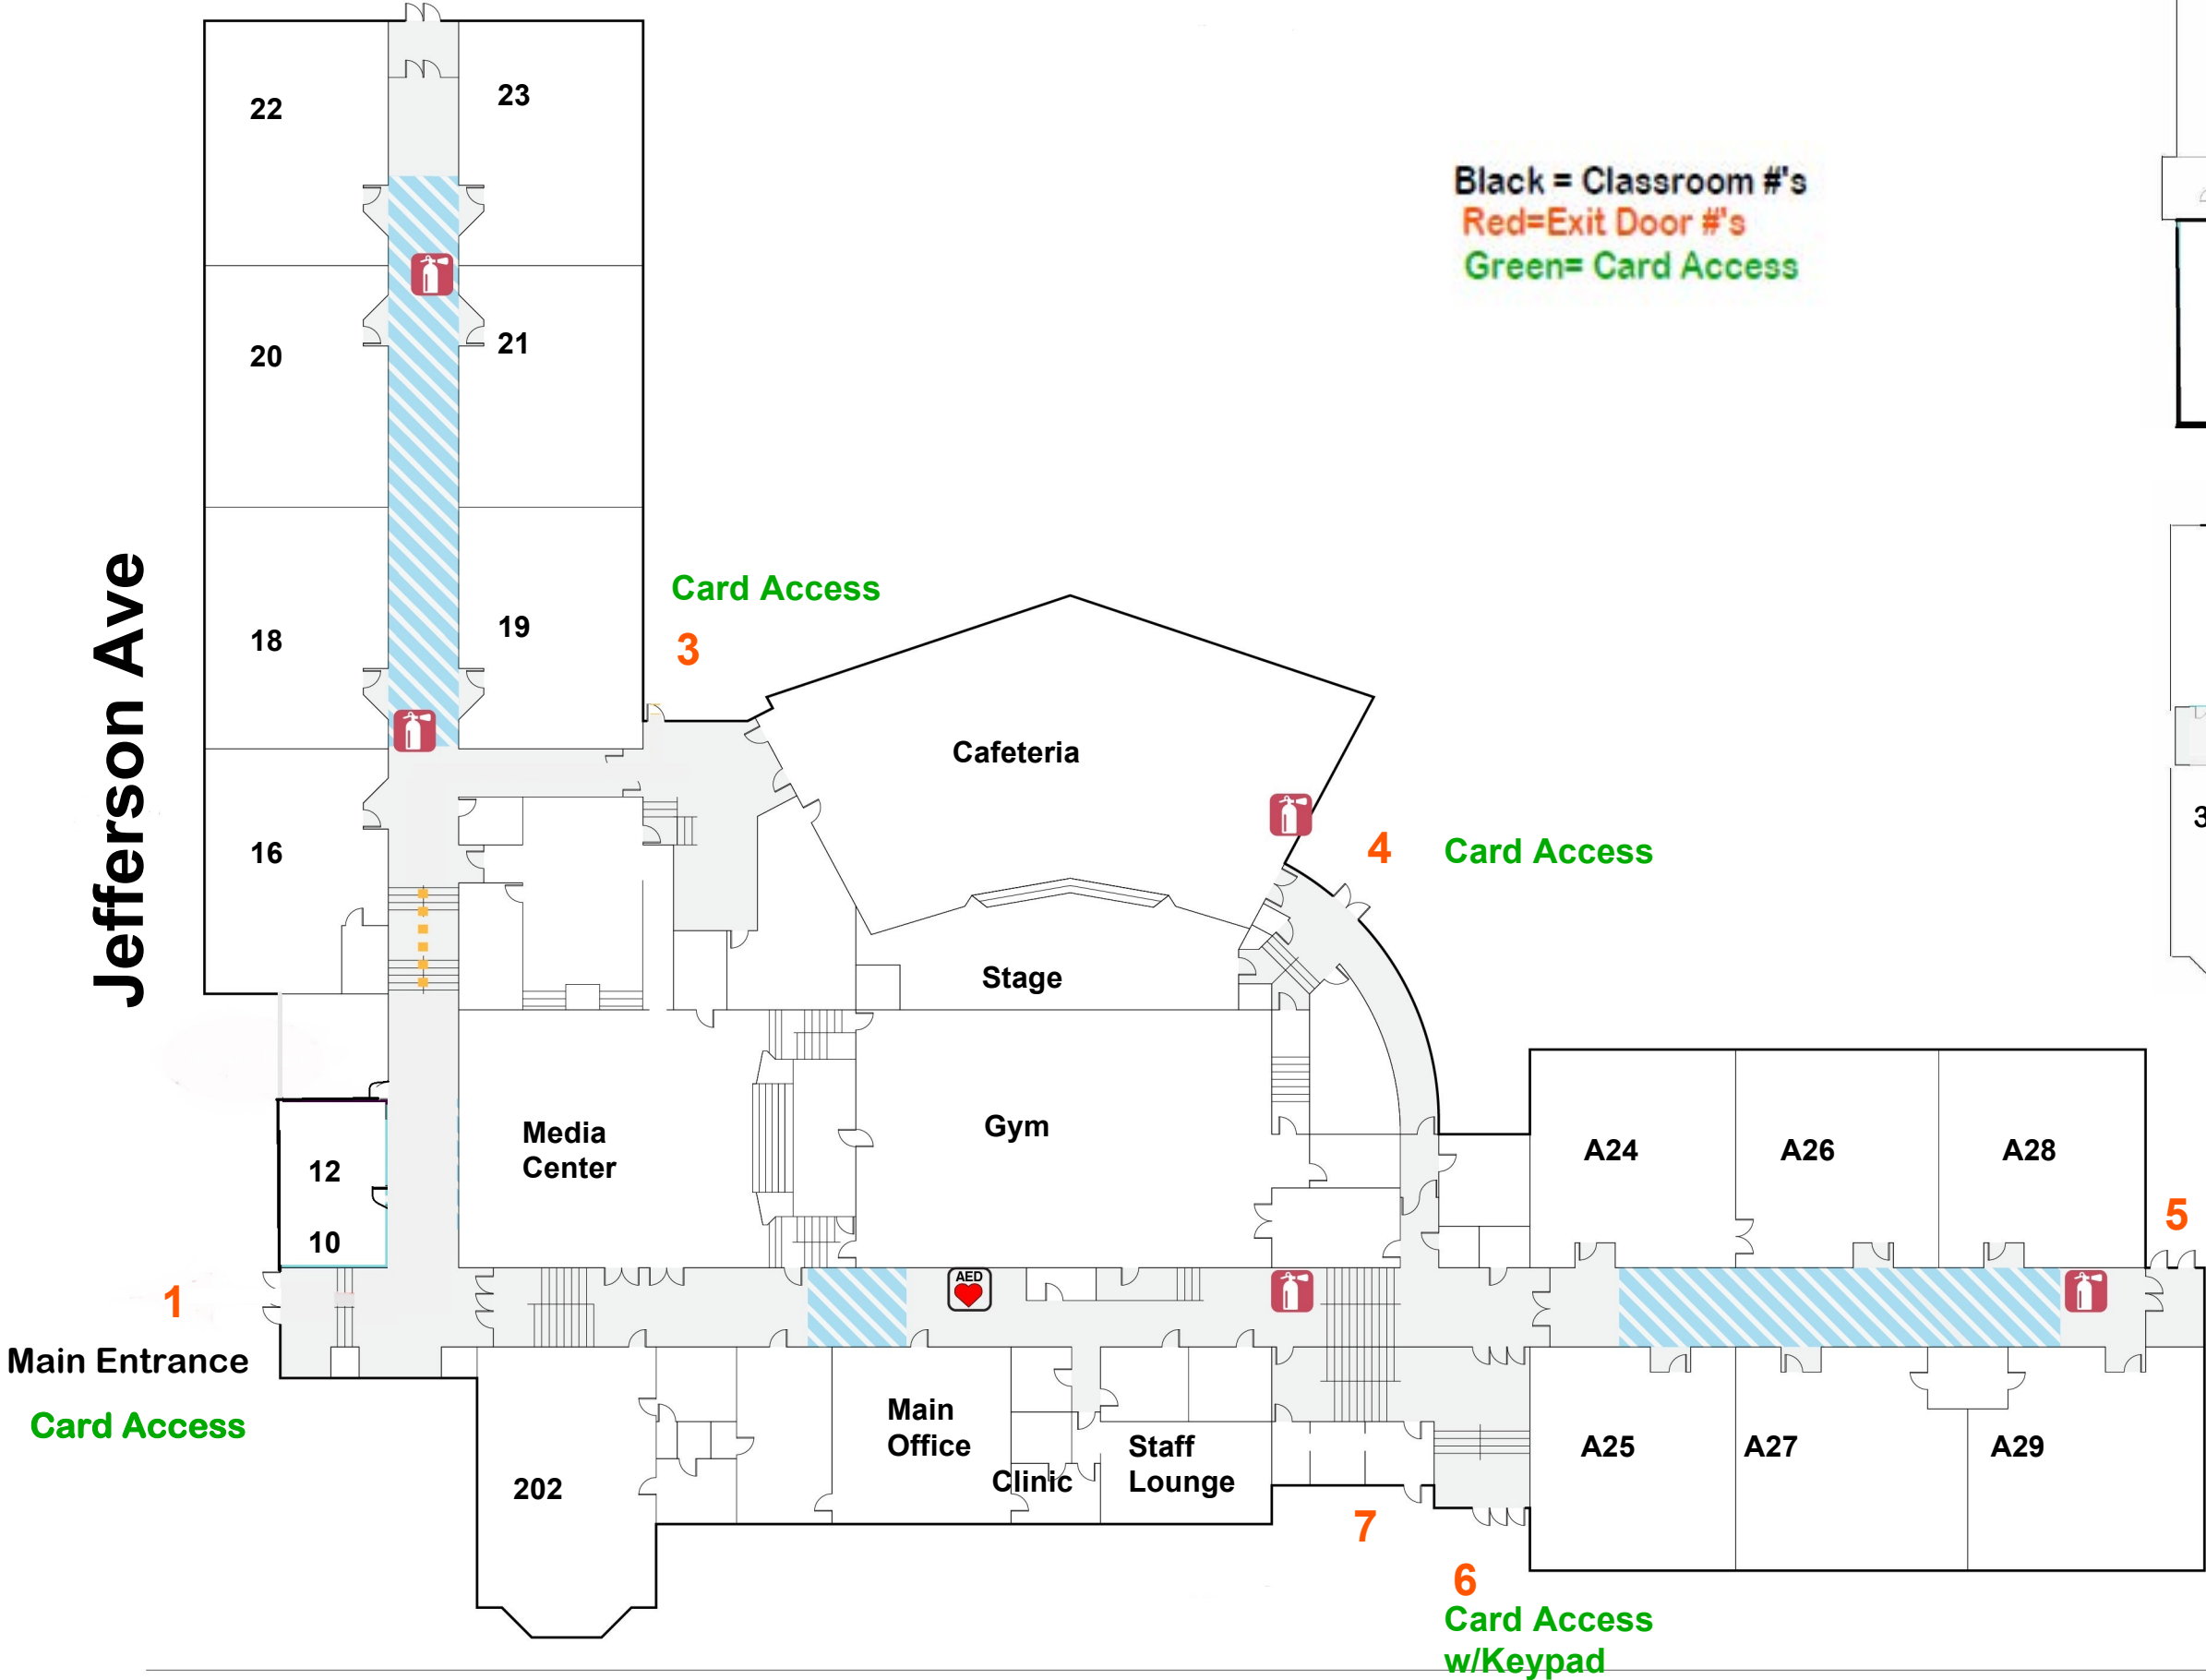 22
23
Black = Classroom #'s
Red=Exit Door #'s
Green= Card Access
20
21
Jefferson Ave
18
19
Card Access
3
Cafeteria
16
4
Card Access
Stage
12
10
Media
Center
Gym
A24
A26
A28
5
1
Main Entrance
Card Access
AED
202
Main
Office
Clinic
Staff
Lounge
A25
A27
A29
7
6
Card Access
w/Keypad